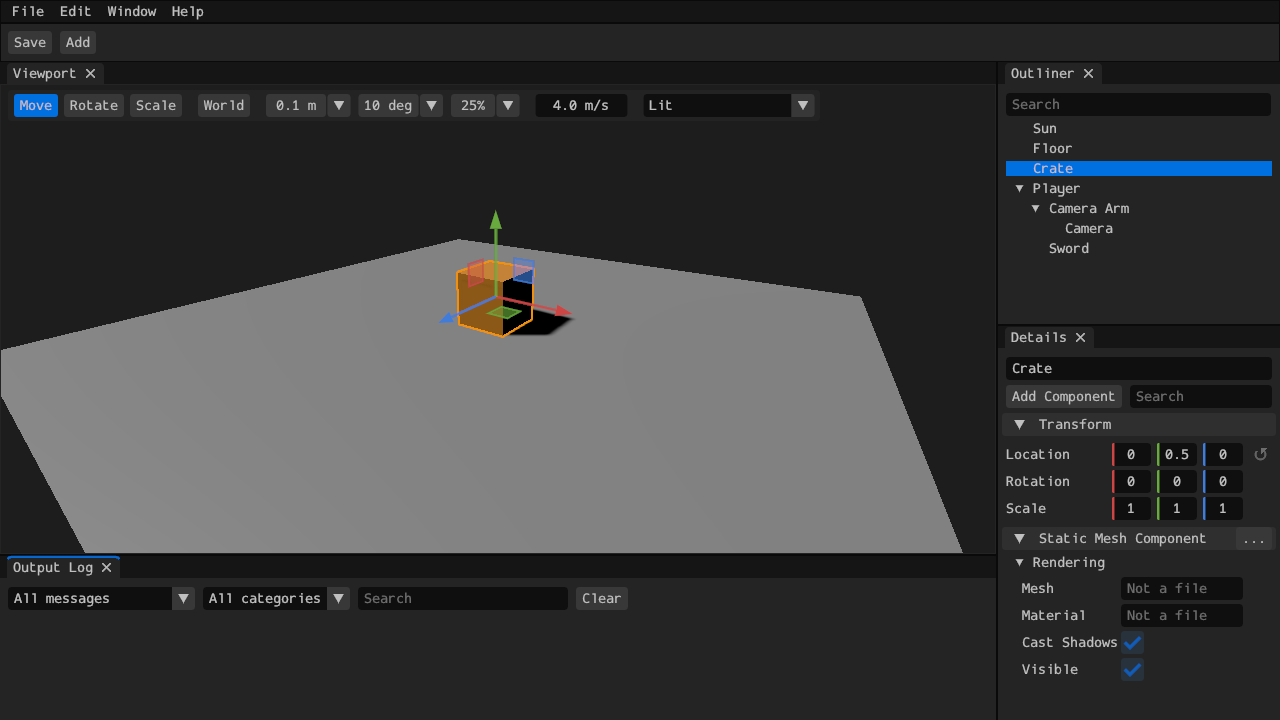 File Edit Window Help
Save Add
Viewport
Move Rotate Scale World 0.1 m 10 deg 25% 4.0 m/s Lit
Outliner
Search
Sun
Floor
Crate
Player
Camera Arm
Camera
Sword
Details
Crate
Add Component Search
Transform
Location 0 0.5 0
Rotation 0 0 0
Scale 1 1 1
Static Mesh Component ...
Rendering
Mesh Not a file
Material Not a file
Cast Shadows
Visible
Output Log
All messages All categories Search Clear